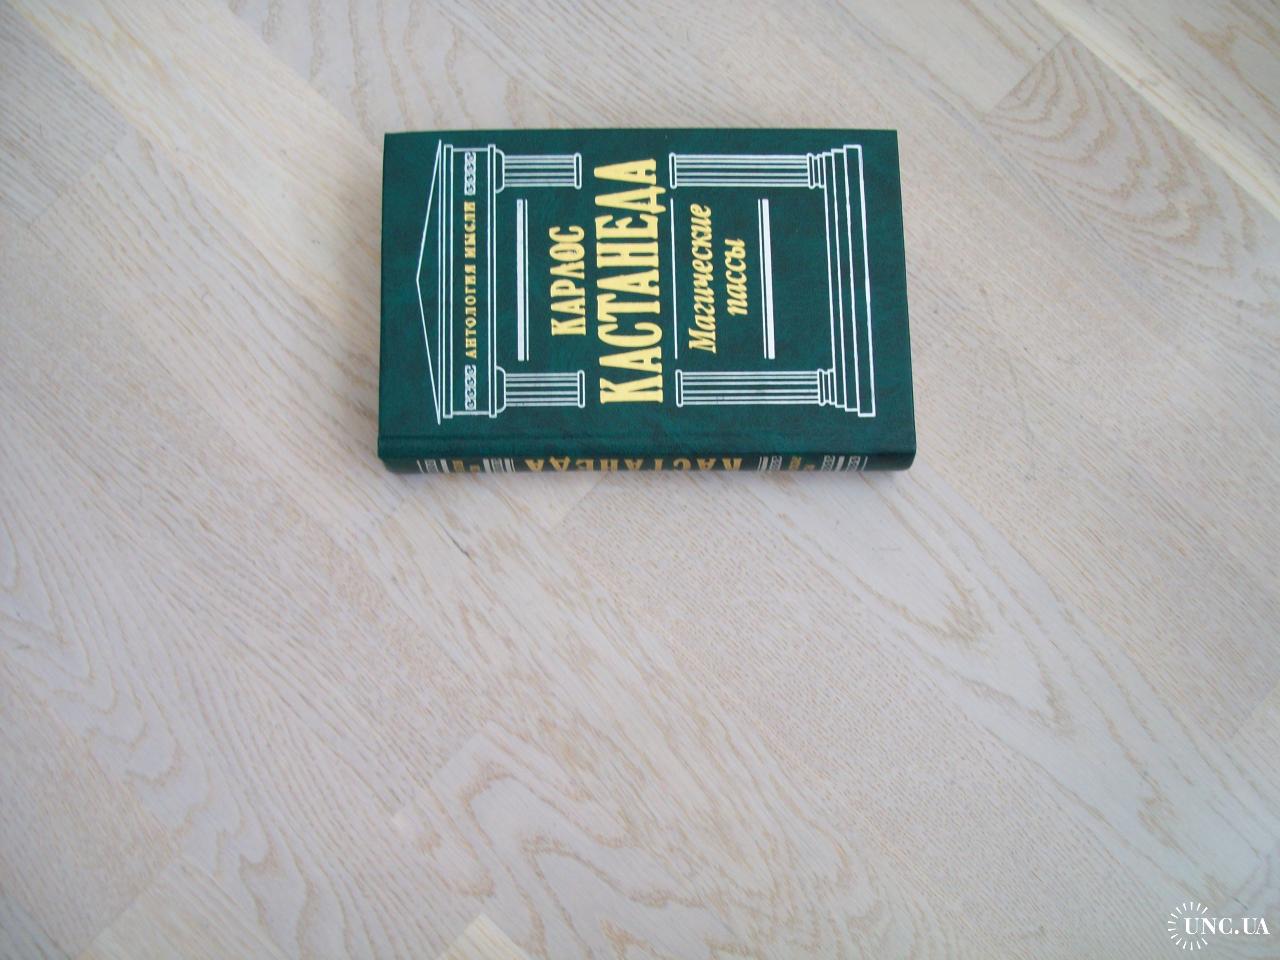 АНТОЛОГИЯ МЫСЛИ
КАРЛОС
КАСТАНЕДА
Магические
пассы
КАСТАНЕДА
UNC.UA